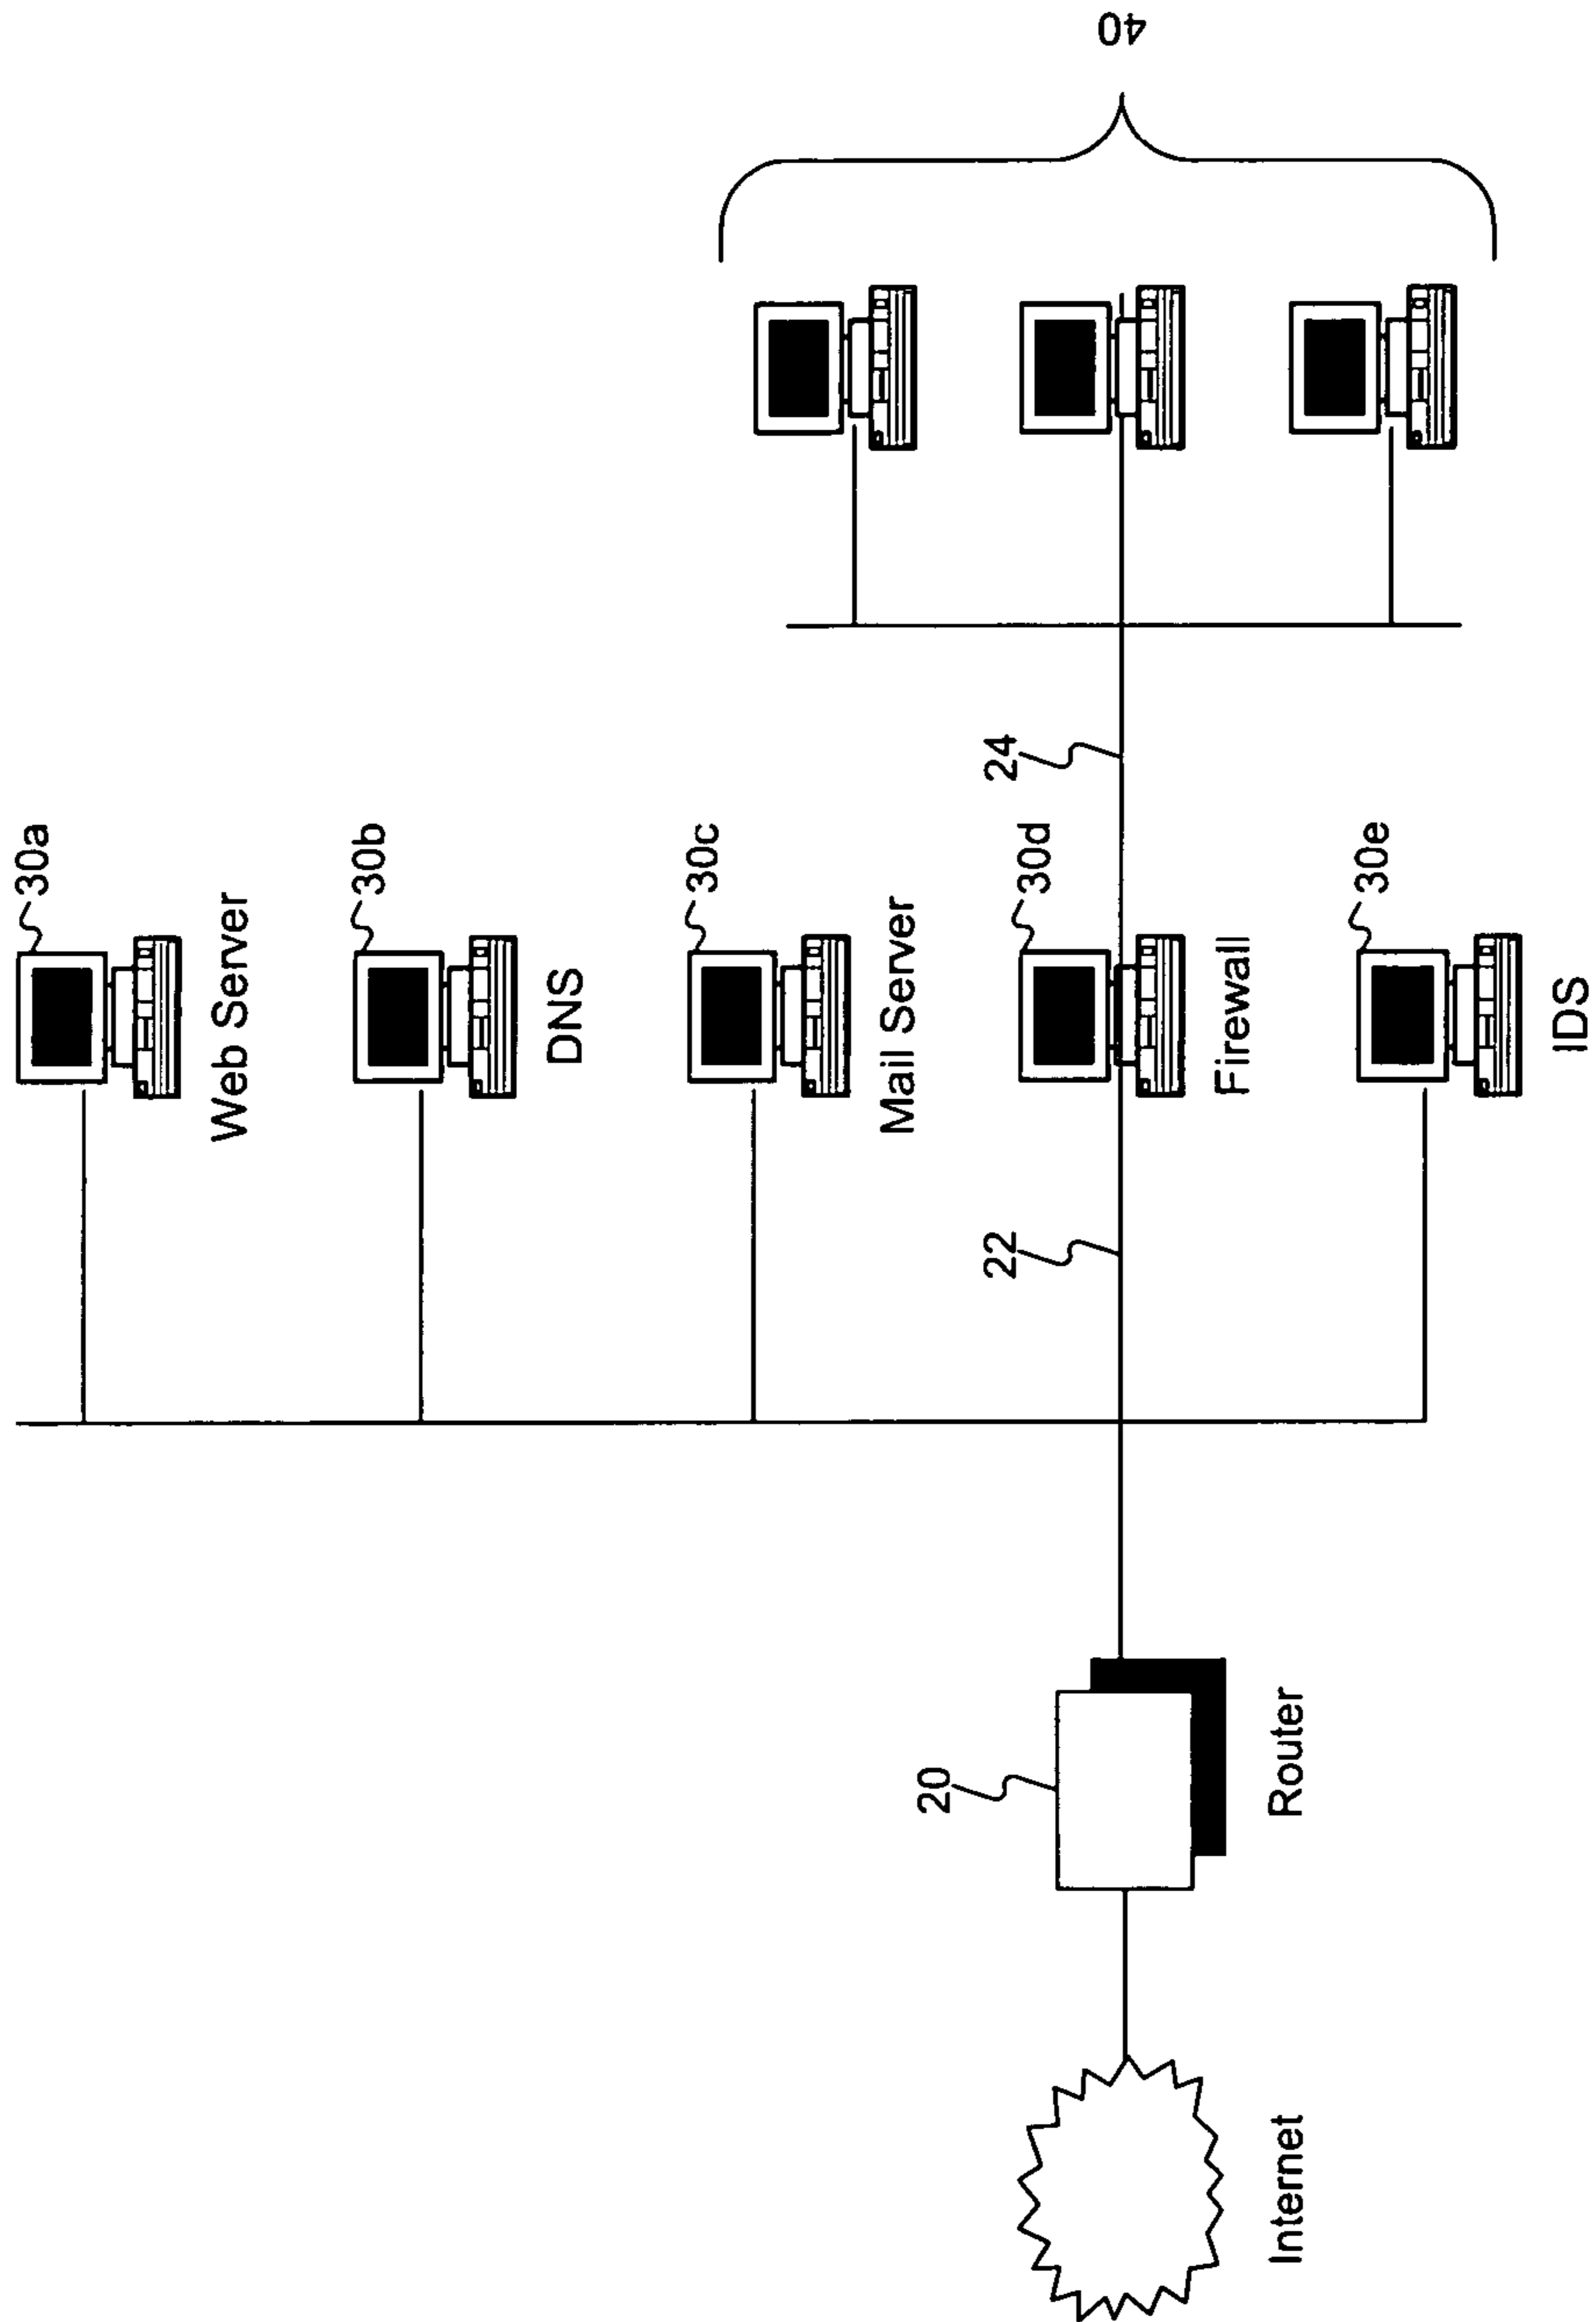 30a
Web Server
30b
DNS
30c
Mail Server
30d
Firewall
30e
IDS
22
24
40
20
Router
Internet